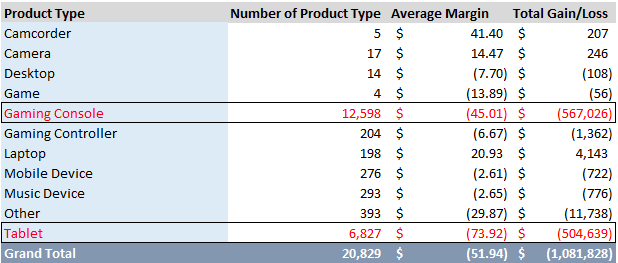 Product Type Number of Product Type Average Margin Total Gain/Loss
Camcorder 5 $ 41.40 $ 207
Camera 17 $ 14.47 $ 246
Desktop 14 $ (7.70) $ (108)
Game 4 $ (13.89) $ (56)
Gaming Console 12,598 $ (45.01) $ (567,026)
Gaming Controller 204 $ (6.67) $ (1,362)
Laptop 198 $ 20.93 $ 4,143
Mobile Device 276 $ (2.61) $ (722)
Music Device 293 $ (2.65) $ (776)
Other 393 $ (29.87) $ (11,738)
Tablet 6,827 $ (73.92) $ (504,639)
Grand Total 20,829 $ (51.94) $ (1,081,828)